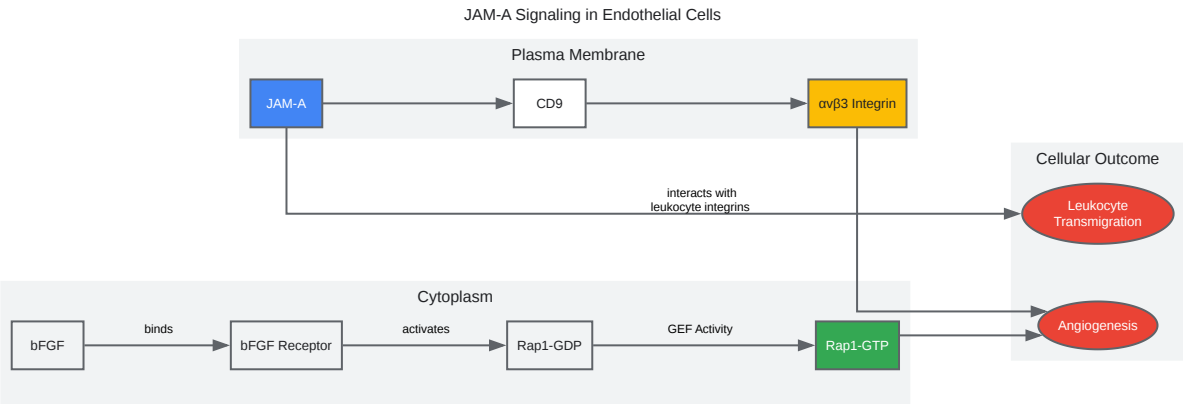 JAM-A Signaling in Endothelial Cells
Plasma Membrane
JAM-A
CD9
αvβ3 Integrin
Cellular Outcome
interacts with
leukocyte integrins
Leukocyte
Transmigration
Cytoplasm
bFGF
binds
bFGF Receptor
activates
Rap1-GDP
GEF Activity
Rap1-GTP
Angiogenesis